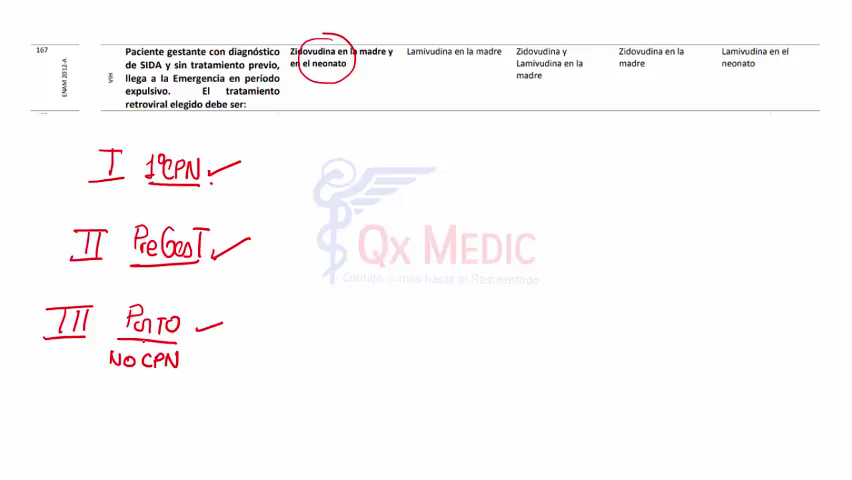 167
ENAM 2012-A
VIH
Paciente gestante con diagnóstico
de SIDA y sin tratamiento previo,
llega a la Emergencia en período
expulsivo. El tratamiento
retroviral elegido debe ser:
Zidovudina en la madre y
en el neonato
Lamivudina en la madre
Zidovudina y
Lamivudina en la
madre
Zidovudina en la
madre
Lamivudina en el
neonato
I 1º CPN
II PreGesT
III ParTO
NO CPN
QX MEDIC
Contigo, juntos hasta el Residentado